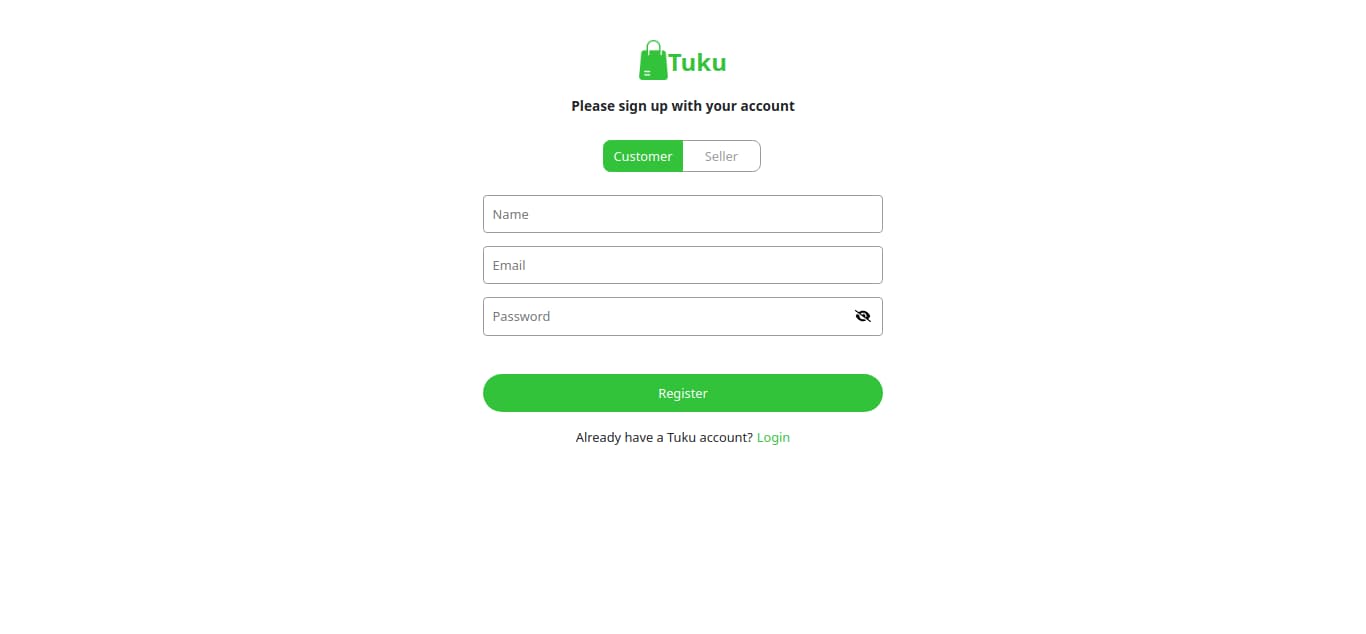 Tuku
Please sign up with your account
Customer Seller
Name
Email
Password
Register
Already have a Tuku account? Login